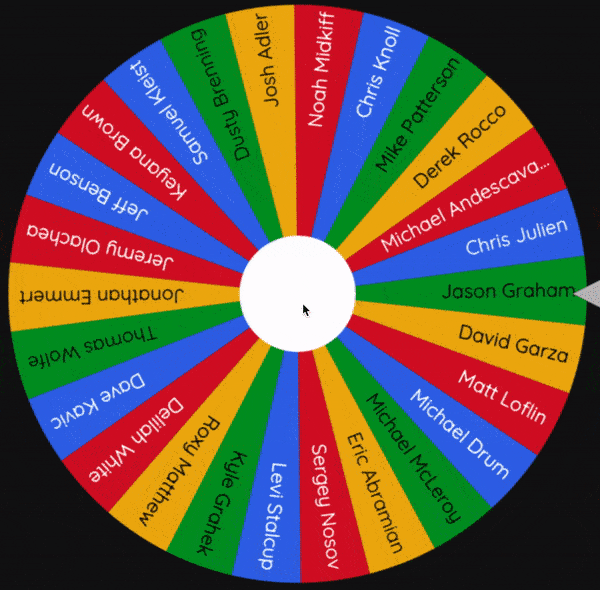 Noah Midkiff
Chris Knoll
Mike Patterson
Derek Rocco
Michael Andescava...
Chris Julien
Jason Graham
David Garza
Matt Loflin
Michael Drum
Michael McLeroy
Eric Abramian
Sergey Nosov
Levi Stalcup
Kyle Grahek
Roxy Matthew
Delilah White
Dave Kavic
Thomas Wolfe
Jonathan Emmert
Jeremy Olachea
Jeff Benson
Keyana Brown
Samuel Kleist
Dusty Brenning
Josh Adler